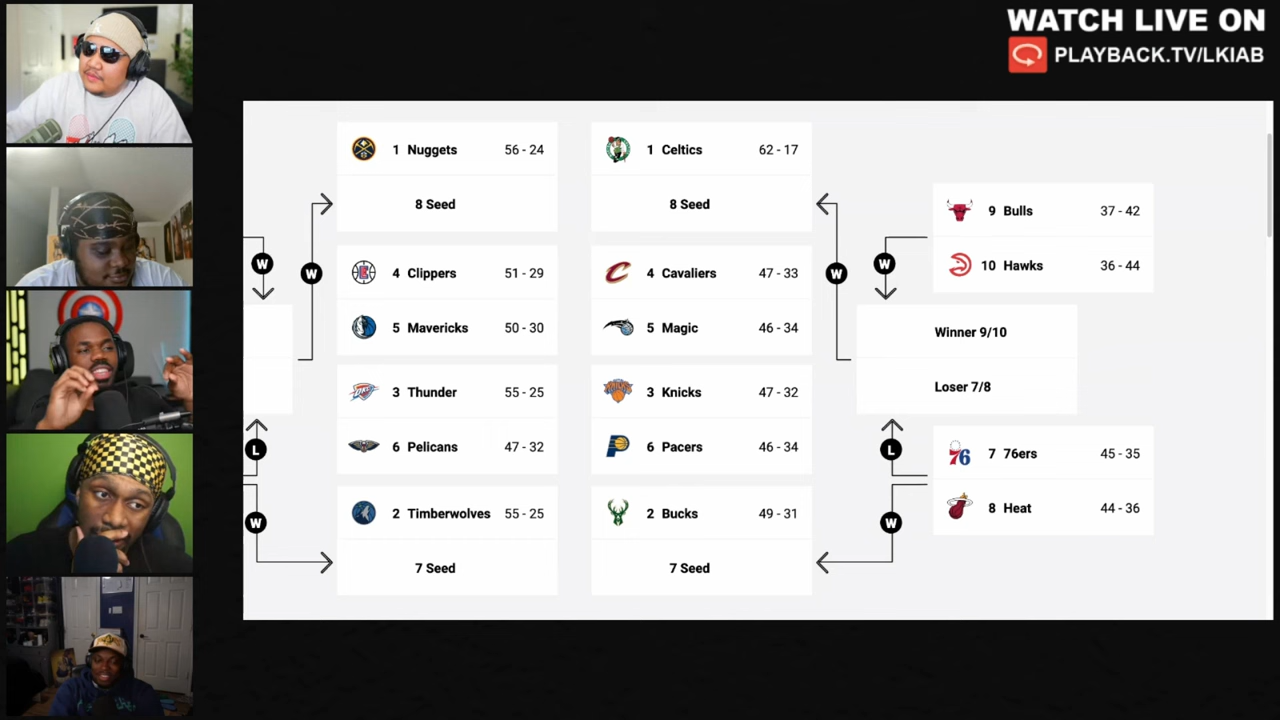 WATCH LIVE ON
PLAYBACK.TV/LKIAB
1 Nuggets 56 - 24
8 Seed
4 Clippers 51 - 29
5 Mavericks 50 - 30
3 Thunder 55 - 25
6 Pelicans 47 - 32
2 Timberwolves 55 - 25
7 Seed
W
W
L
W
1 Celtics 62 - 17
8 Seed
4 Cavaliers 47 - 33
5 Magic 46 - 34
3 Knicks 47 - 32
6 Pacers 46 - 34
2 Bucks 49 - 31
7 Seed
W
W
L
W
9 Bulls 37 - 42
10 Hawks 36 - 44
Winner 9/10
Loser 7/8
76 7 76ers 45 - 35
8 Heat 44 - 36